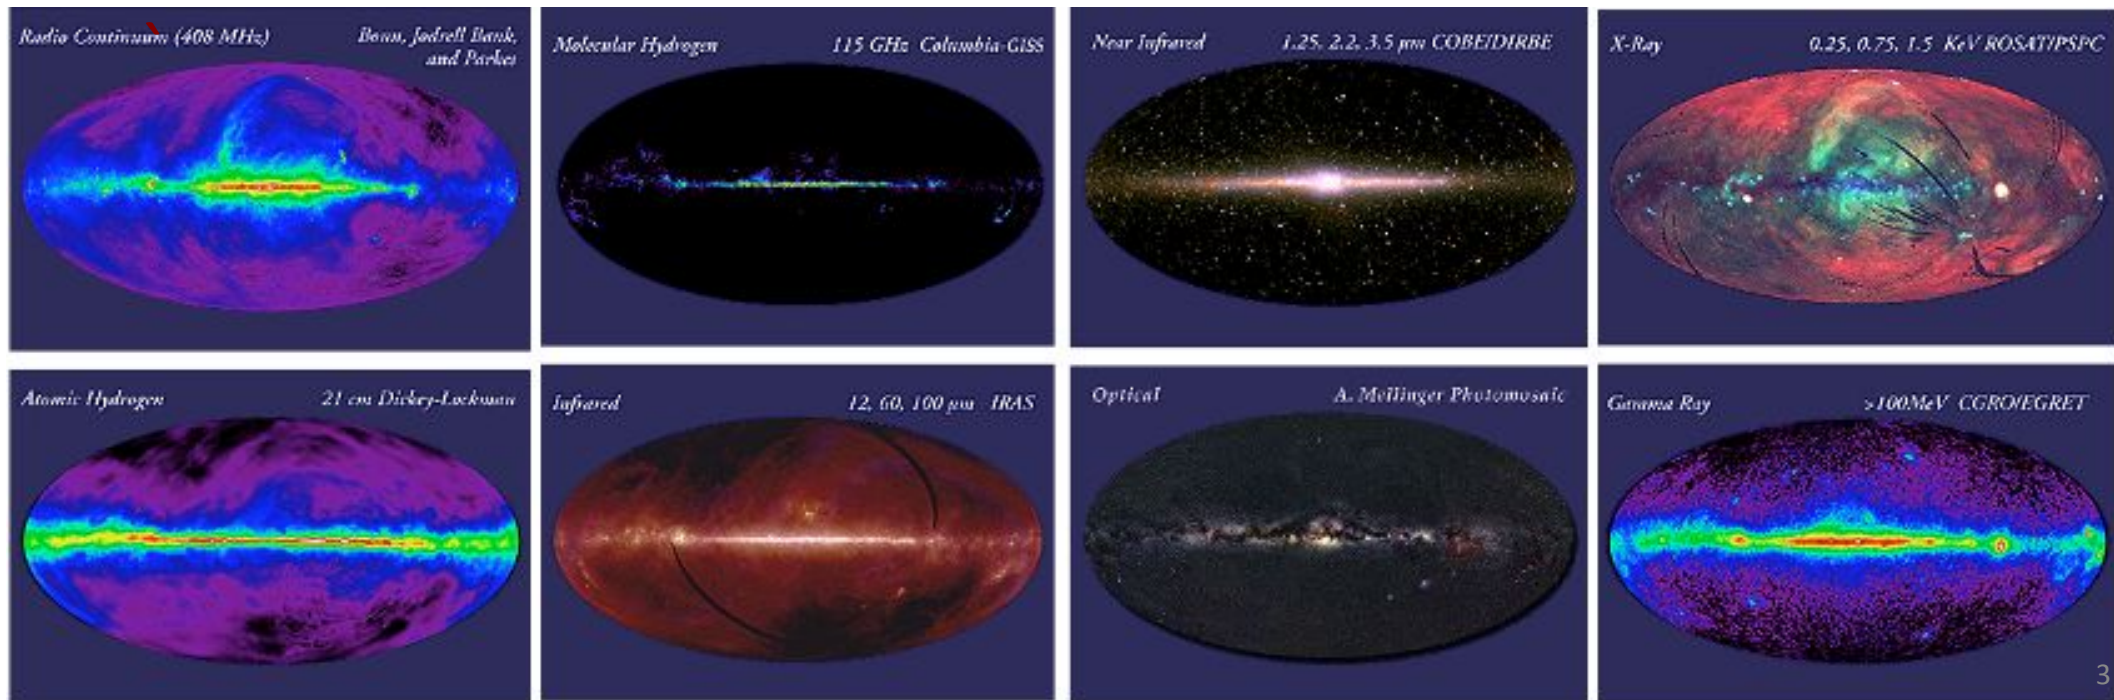 Radio Continuum (408 MHz)
Bonn, Jodrell Bank,
and Parkes
Molecular Hydrogen
115 GHz Columbia-GISS
Near Infrared
1.25, 2.2, 3.5 µm COBE/DIRBE
X-Ray
0.25, 0.75, 1.5 KeV ROSAT/PSPC
Atomic Hydrogen
21 cm Dickey-Lockman
Infrared
12, 60, 100 µm IRAS
Optical
A. Mellinger Photomosaic
Gamma Ray
>100MeV CGRO/EGRET
3